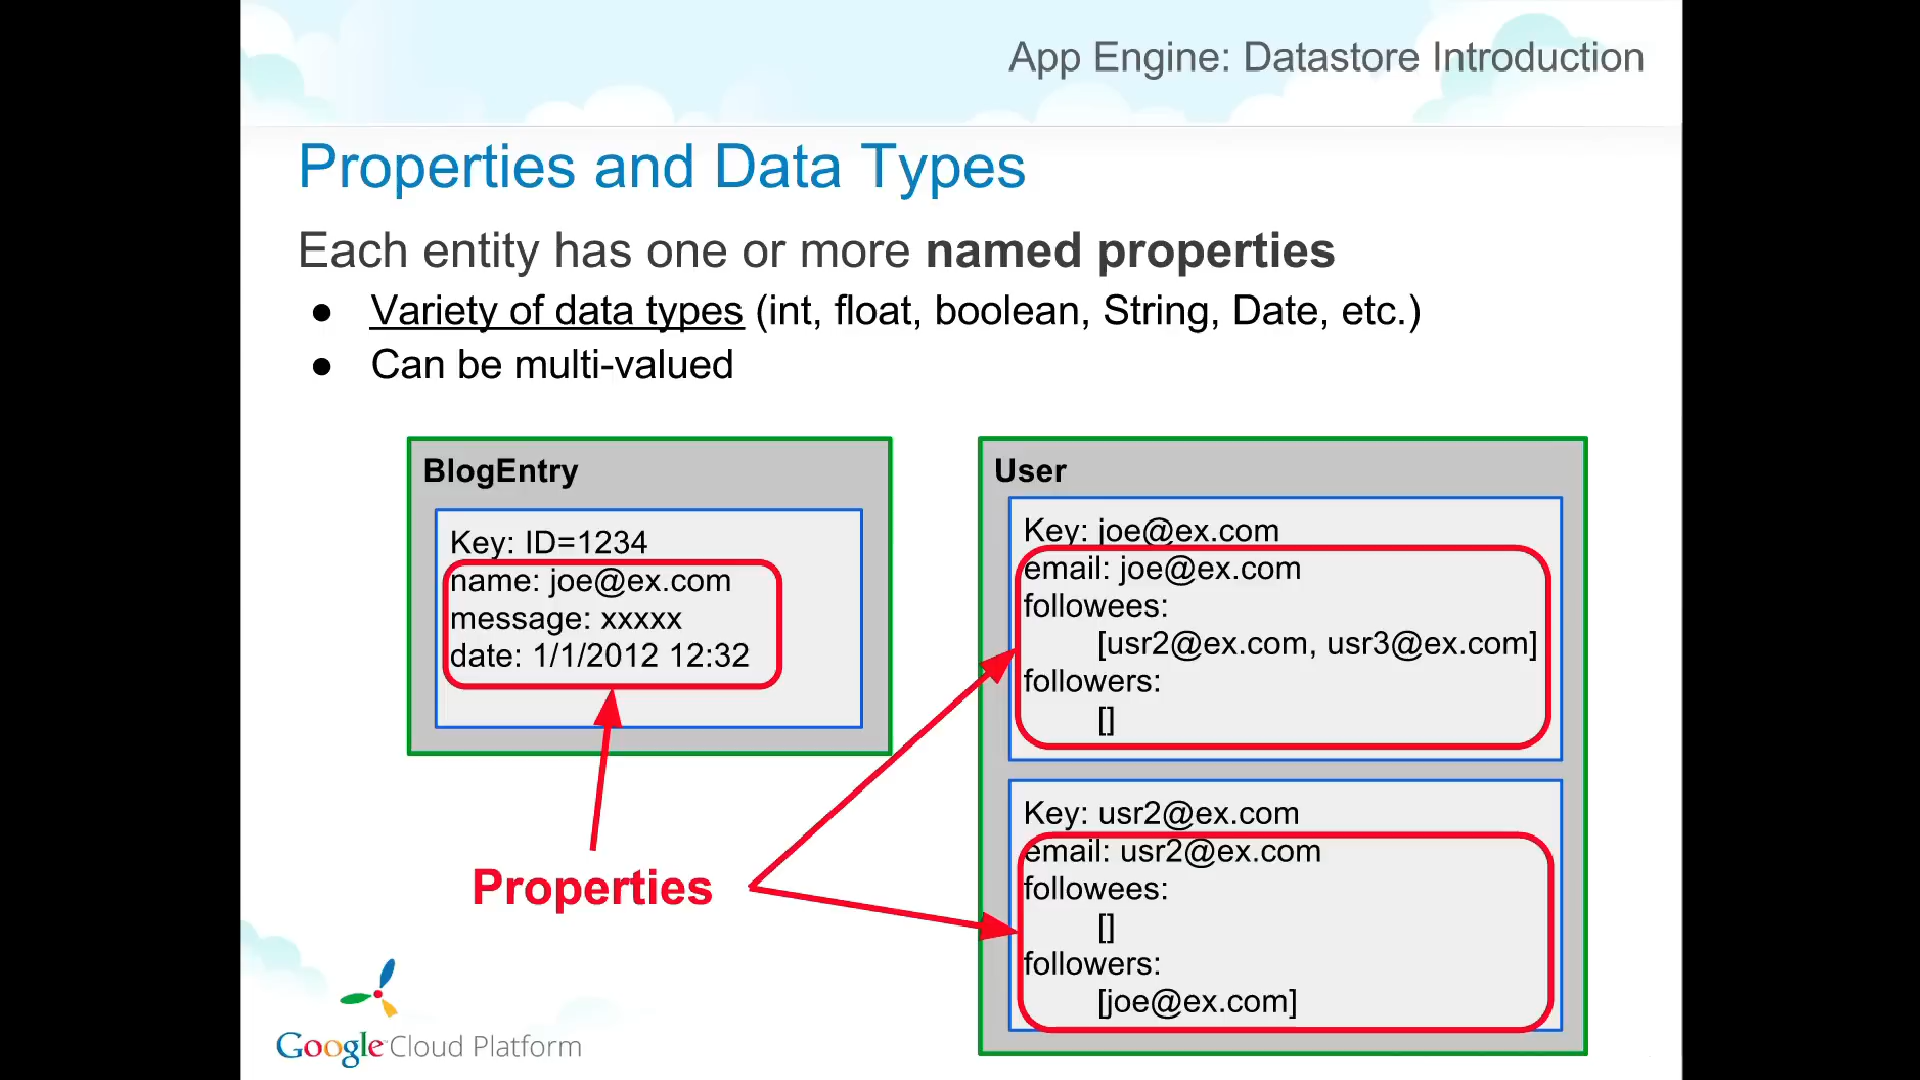 App Engine: Datastore Introduction
Properties and Data Types
Each entity has one or more named properties
● Variety of data types (int, float, boolean, String, Date, etc.)
● Can be multi-valued
BlogEntry
Key: ID=1234
name: joe@ex.com
message: xxxxx
date: 1/1/2012 12:32
User
Key: joe@ex.com
email: joe@ex.com
followees:
[usr2@ex.com, usr3@ex.com]
followers:
[]
Key: usr2@ex.com
email: usr2@ex.com
followees:
[]
followers:
[joe@ex.com]
Properties
Google Cloud Platform